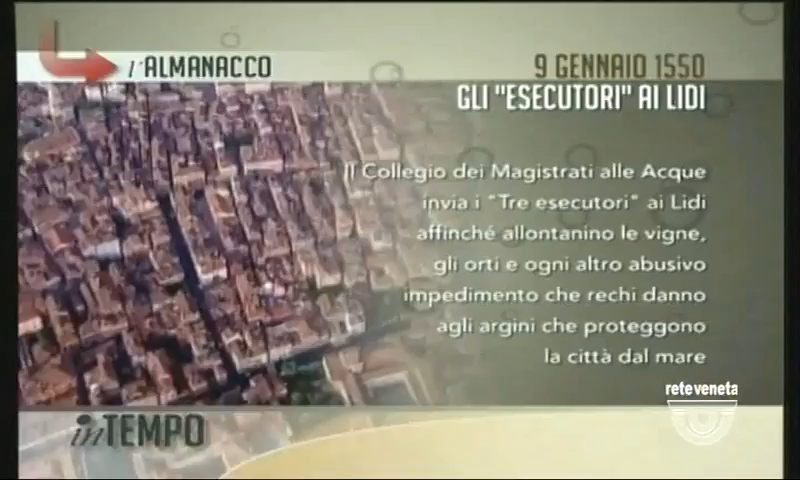 l'ALMANACCO
9 GENNAIO 1550
GLI "ESECUTORI" AI LIDI
Il Collegio dei Magistrati alle Acque
invia i "Tre esecutori" ai Lidi
affinché allontanino le vigne,
gli orti e ogni altro abusivo
impedimento che rechi danno
agli argini che proteggono
la città dal mare
reteveneta
inTEMPO